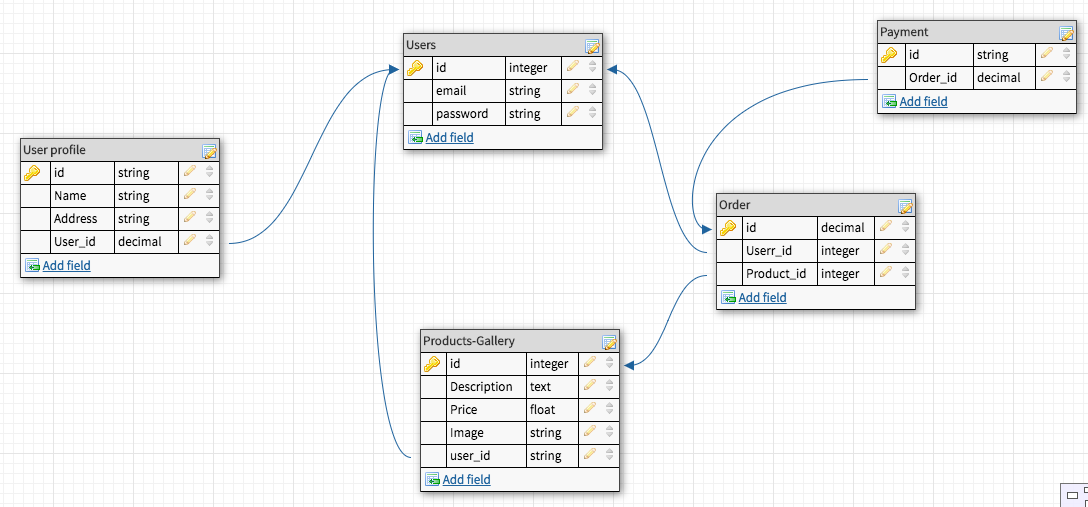 Users
id integer
email string
password string
Add field
Payment
id string
Order_id decimal
Add field
User profile
id string
Name string
Address string
User_id decimal
Add field
Order
id decimal
Userr_id integer
Product_id integer
Add field
Products-Gallery
id integer
Description text
Price float
Image string
user_id string
Add field